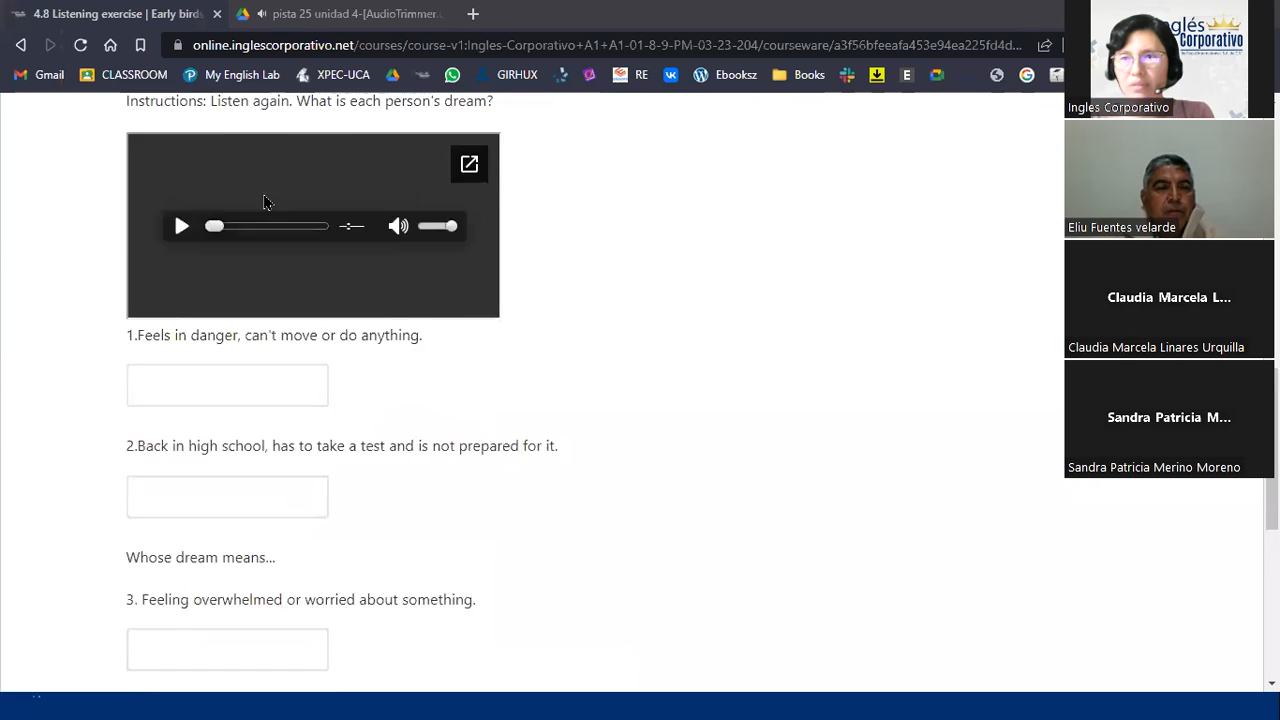 4.8 Listening exercise | Early bird
pista 25 unidad 4-[AudioTrimmer.
online.inglescorporativo.net/courses/course-v1:Ingles-Corporativo+A1+A1-01-8-9-PM-03-23-204/courseware/a3f56bfeeafa453e94ea225fd4d...
Gmail
CLASSROOM
My English Lab
XPEC-UCA
GIRHUX
RE
Ebooksz
Books
E
Instructions: Listen again. What is each person's dream?
1.Feels in danger, can't move or do anything.
2.Back in high school, has to take a test and is not prepared for it.
Whose dream means...
3. Feeling overwhelmed or worried about something.
Inglés
Corporativo
Ingles Corporativo
Eliu Fuentes velarde
Claudia Marcela L...
Claudia Marcela Linares Urquilla
Sandra Patricia M...
Sandra Patricia Merino Moreno